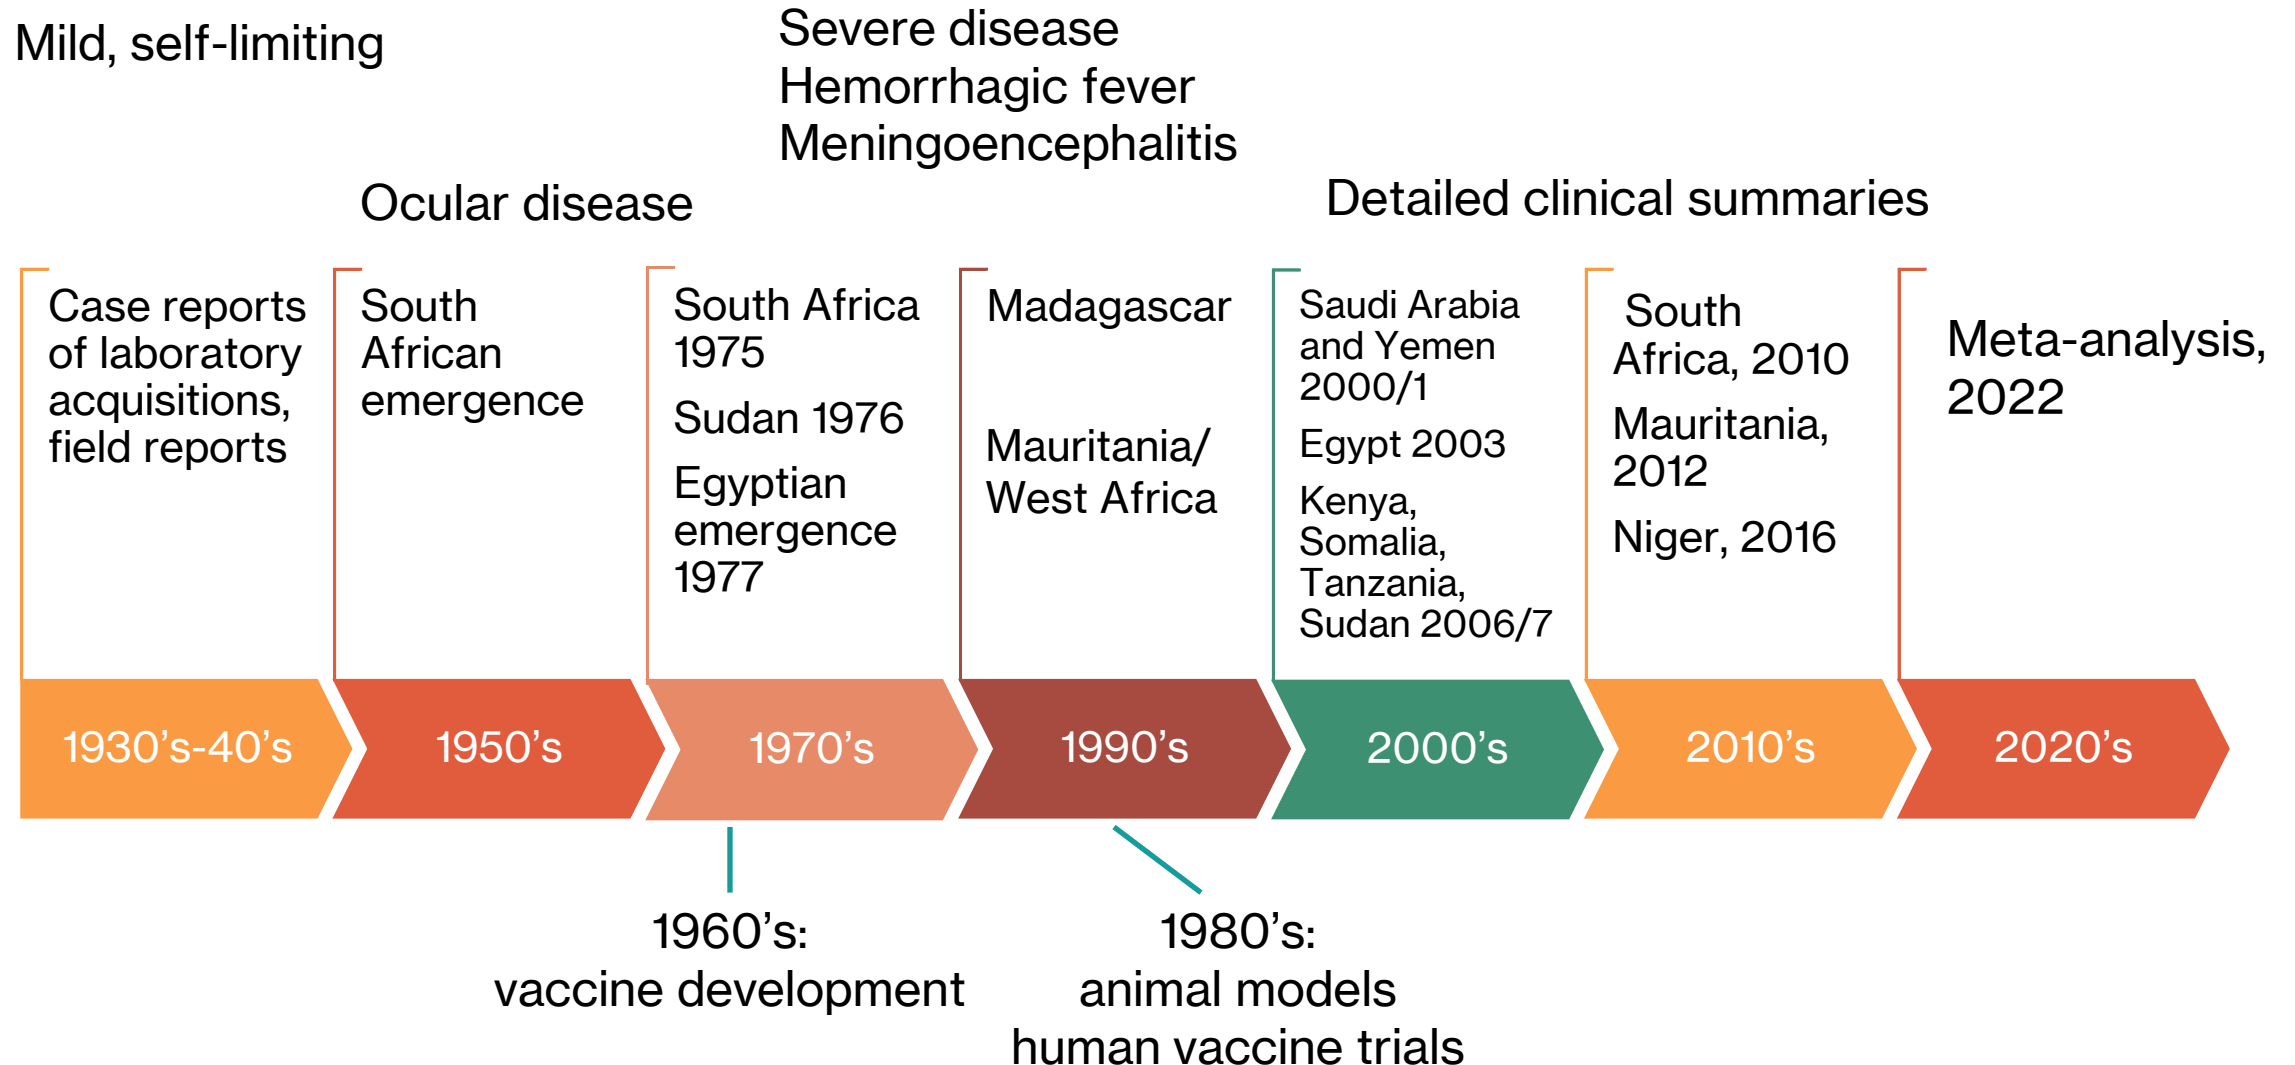 Mild, self-limiting
Severe disease
Hemorrhagic fever
Meningoencephalitis
Ocular disease
Detailed clinical summaries
Case reports
of laboratory
acquisitions,
field reports
South
African
emergence
South Africa
1975
Sudan 1976
Egyptian
emergence
1977
Madagascar
Mauritania/
West Africa
Saudi Arabia
and Yemen
2000/1
Egypt 2003
Kenya,
Somalia,
Tanzania,
Sudan 2006/7
South
Africa, 2010
Mauritania,
2012
Niger, 2016
Meta-analysis,
2022
1930’s-40’s
1950’s
1970’s
1990’s
2000’s
2010’s
2020’s
1960’s:
vaccine development
1980’s:
animal models
human vaccine trials